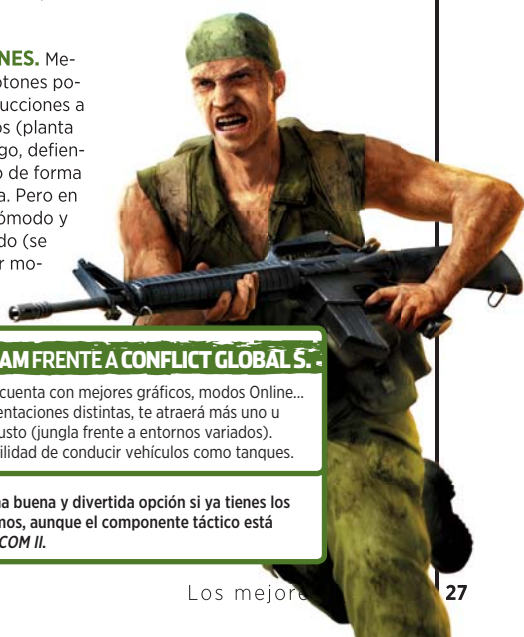 NES. Me-
otones po-
ucciones a
os (planta
go, defien-
o de forma
a. Pero en
ómodo y
do (se
r mo-
AM FRENTE A CONFLICT GLOBAL S.
cuenta con mejores gráficos, modos Online...
entaciones distintas, te atraerá más uno u
usto (jungla frente a entornos variados).
ilidad de conducir vehículos como tanques.
na buena y divertida opción si ya tienes los
mos, aunque el componente táctico está
COM II.
Los mejore
27